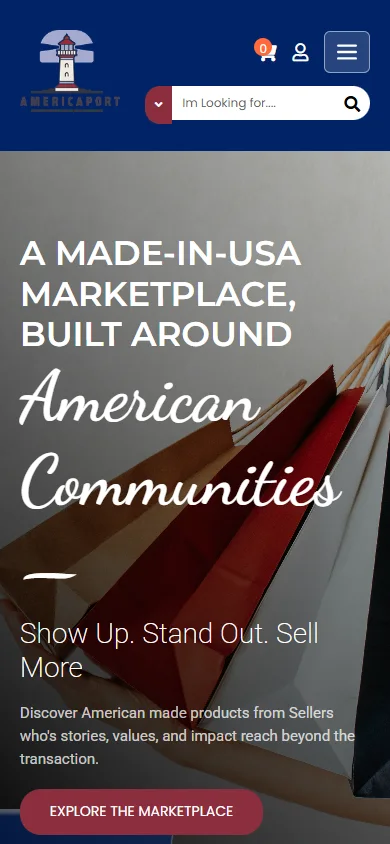 0
AMERICAPORT
Im Looking for....
A MADE-IN-USA
MARKETPLACE,
BUILT AROUND
American
Communities
Show Up. Stand Out. Sell
More
Discover American made products from Sellers
who's stories, values, and impact reach beyond the
transaction.
EXPLORE THE MARKETPLACE